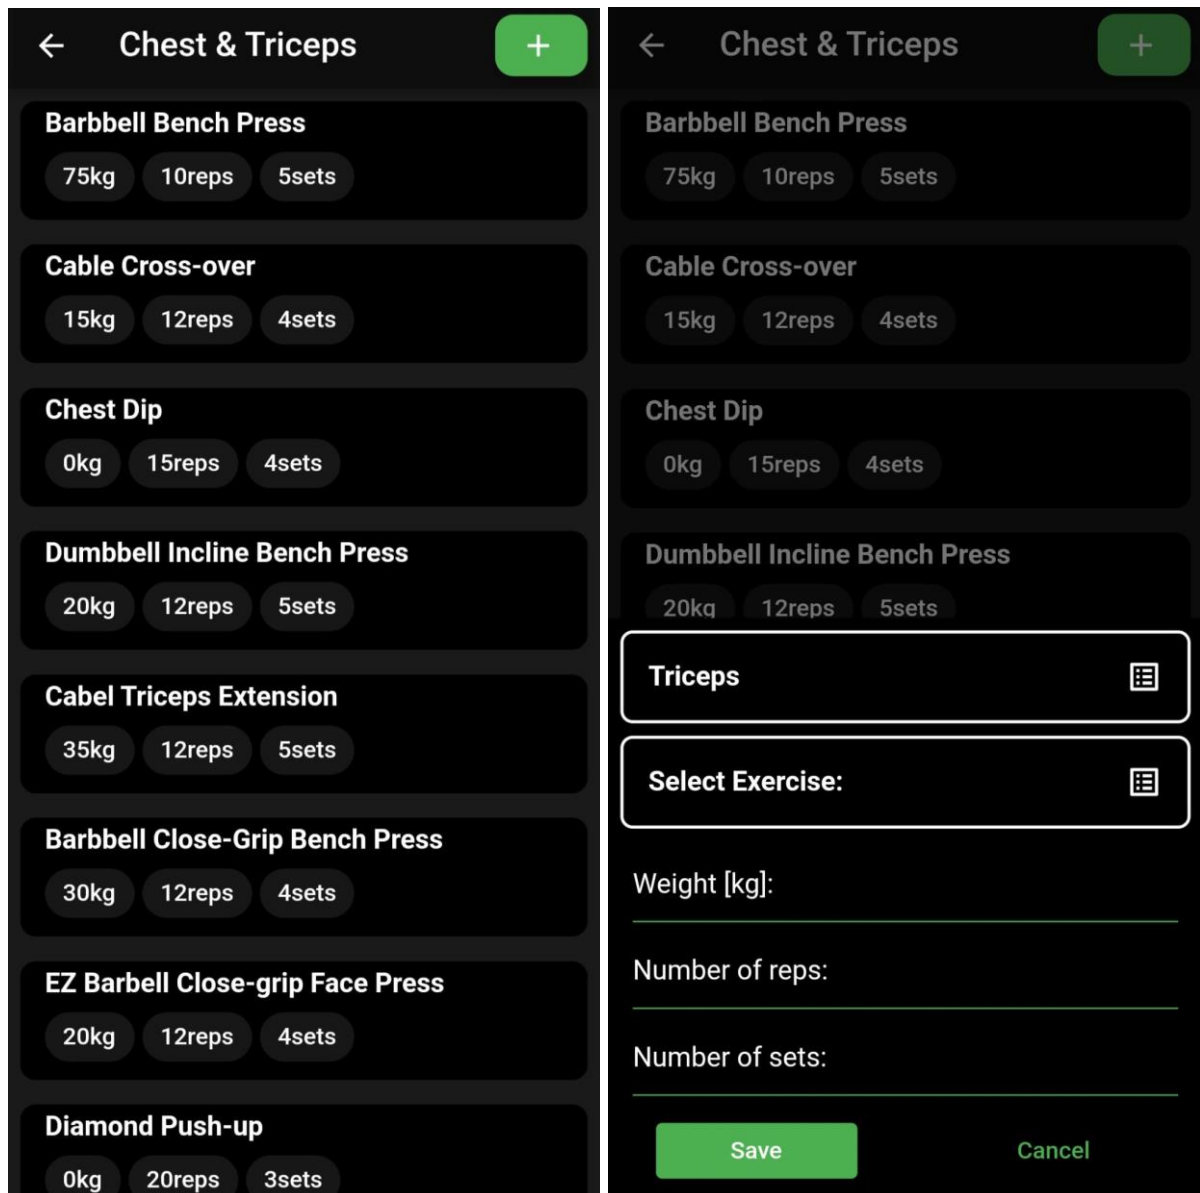 Chest & Triceps
+
Barbbell Bench Press
75kg 10reps 5sets
Cable Cross-over
15kg 12reps 4sets
Chest Dip
0kg 15reps 4sets
Dumbbell Incline Bench Press
20kg 12reps 5sets
Cabel Triceps Extension
35kg 12reps 5sets
Barbbell Close-Grip Bench Press
30kg 12reps 4sets
EZ Barbell Close-grip Face Press
20kg 12reps 4sets
Diamond Push-up
0kg 20reps 3sets
Chest & Triceps
+
Barbbell Bench Press
75kg 10reps 5sets
Cable Cross-over
15kg 12reps 4sets
Chest Dip
0kg 15reps 4sets
Dumbbell Incline Bench Press
20kg 12reps 5sets
Triceps
Select Exercise:
Weight [kg]:
Number of reps:
Number of sets:
Save Cancel